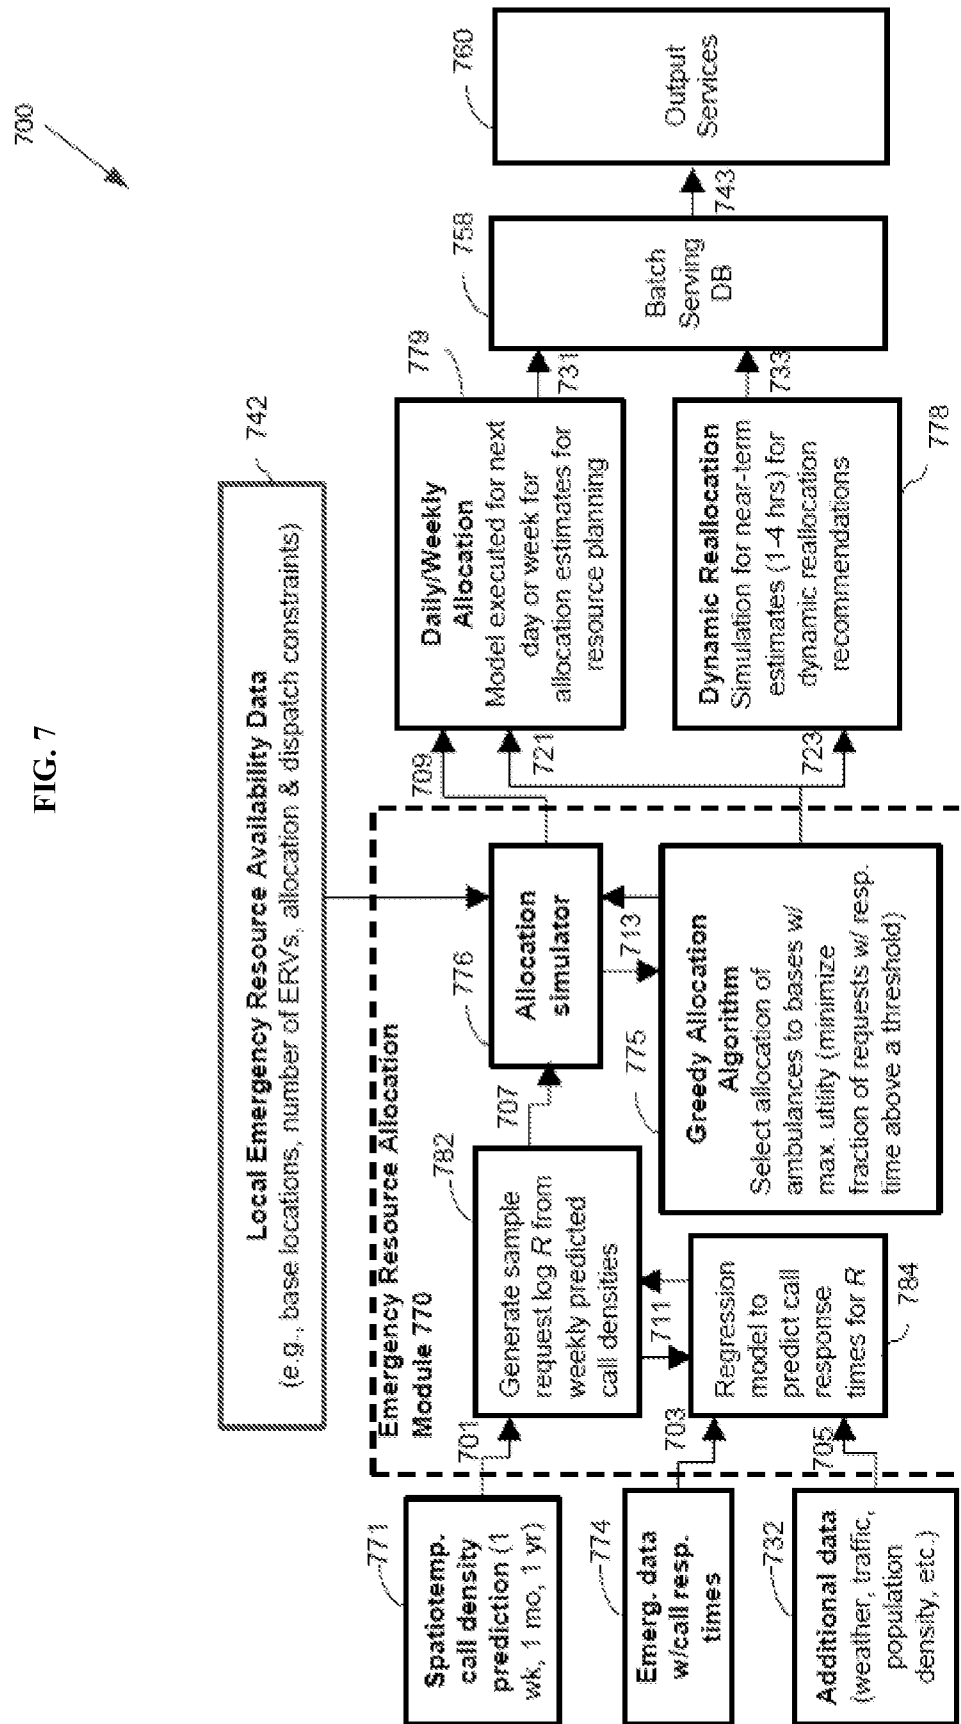 FIG. 7
700
Local Emergency Resource Availability Data
(e.g., base locations, number of ERVs, allocation & dispatch constraints)
742
Emergency Resource Allocation
Module 770
771
Spatiotemp.
call density
prediction (1
wk, 1 mo, 1 yr)
701
774
Emerg. data
w/call resp.
times
703
732
Additional data
(weather, traffic,
population
density, etc.)
705
782
Generate sample
request log R from
weekly predicted
call densities
711
Regression
model to
predict call
response
times for R
784
707
776
Allocation
simulator
713
775
Greedy Allocation
Algorithm
Select allocation of
ambulances to bases w/
max. utility (minimize
fraction of requests w/ resp.
time above a threshold)
709
721
723
779
Daily/Weekly
Allocation
Model executed for next
day or week for
allocation estimates for
resource planning
731
Dynamic Reallocation
Simulation for near-term
estimates (1-4 hrs) for
dynamic reallocation
recommendations
778
733
758
Batch
Serving
DB
743
760
Output
Services